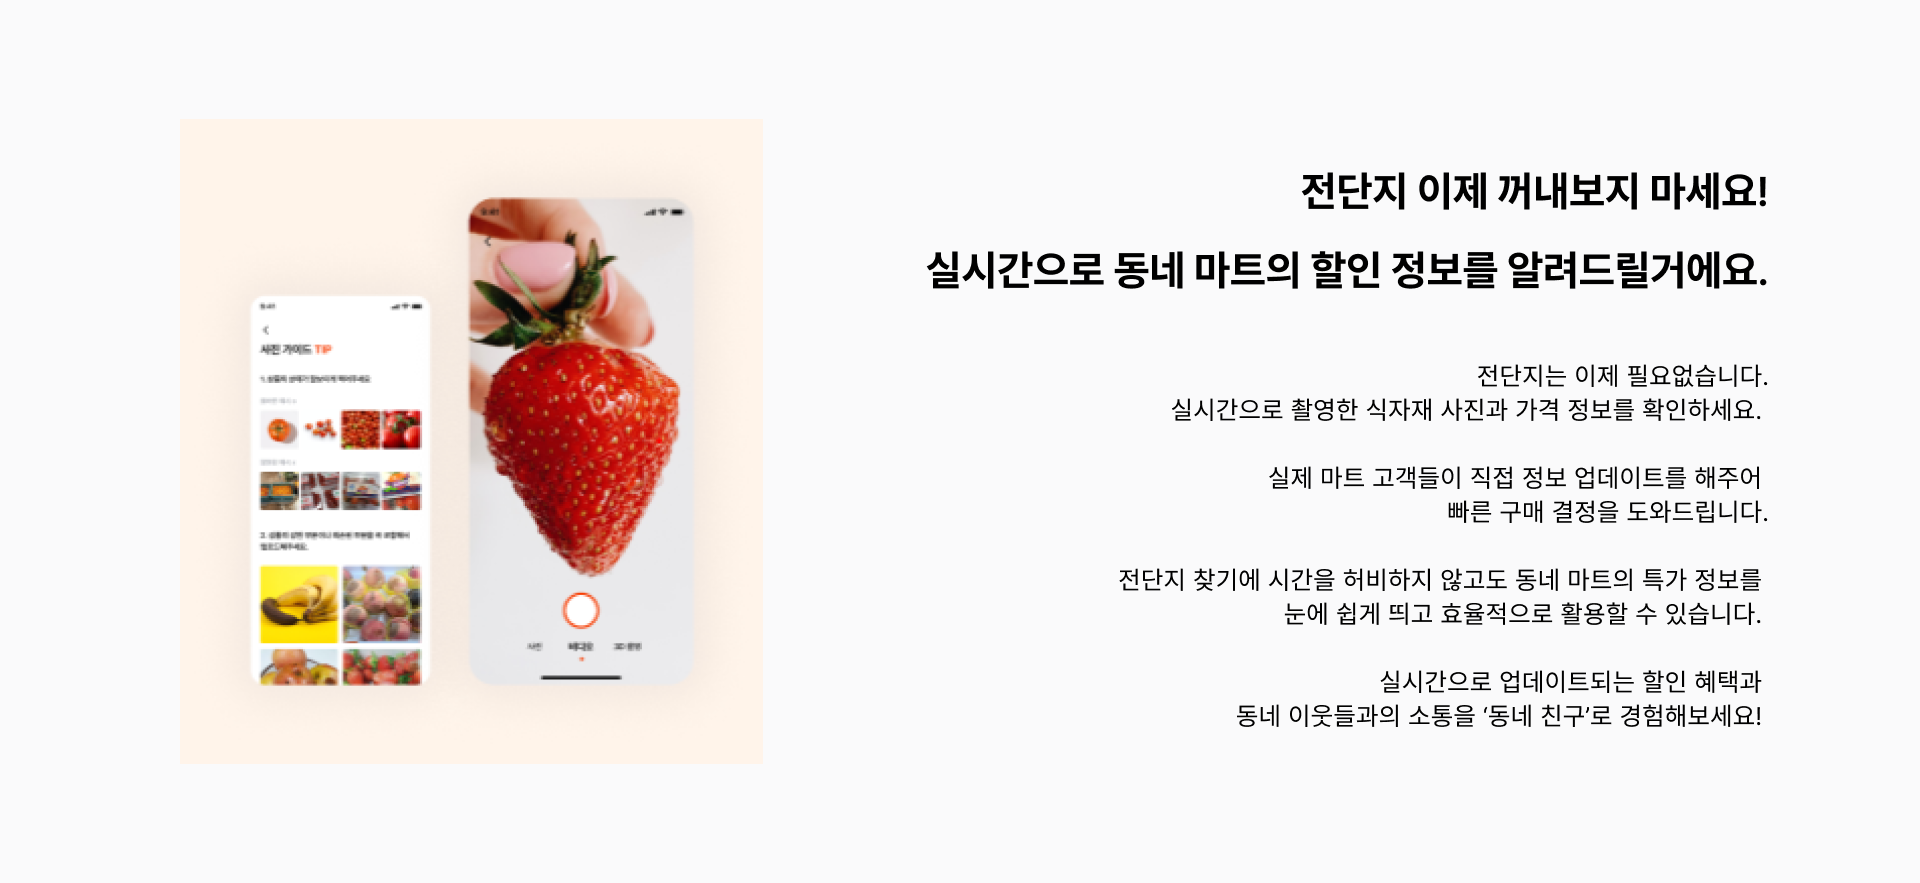 사진 가이드 TIP
비디오
전단지 이제 꺼내보지 마세요!
실시간으로 동네 마트의 할인 정보를 알려드릴거에요.
전단지는 이제 필요없습니다.
실시간으로 촬영한 식자재 사진과 가격 정보를 확인하세요.
실제 마트 고객들이 직접 정보 업데이트를 해주어
빠른 구매 결정을 도와드립니다.
전단지 찾기에 시간을 허비하지 않고도 동네 마트의 특가 정보를
눈에 쉽게 띄고 효율적으로 활용할 수 있습니다.
실시간으로 업데이트되는 할인 혜택과
동네 이웃들과의 소통을 ‘동네 친구’로 경험해보세요!